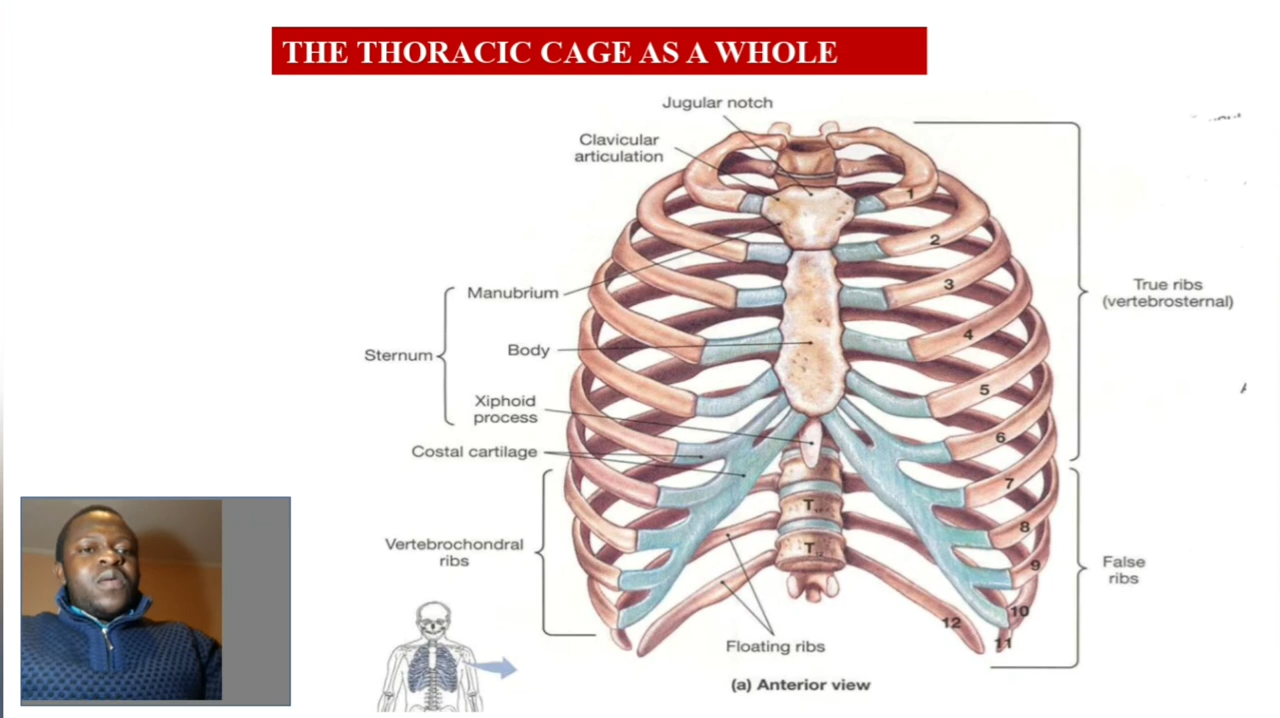 THE THORACIC CAGE AS A WHOLE
Jugular notch
Clavicular
articulation
1
2
Manubrium
3
True ribs
(vertebrosternal)
4
Sternum
Body
5
Xiphoid
process
6
Costal cartilage
7
8
Vertebrochondral
ribs
9
False
ribs
10
12
11
Floating ribs
(a) Anterior view